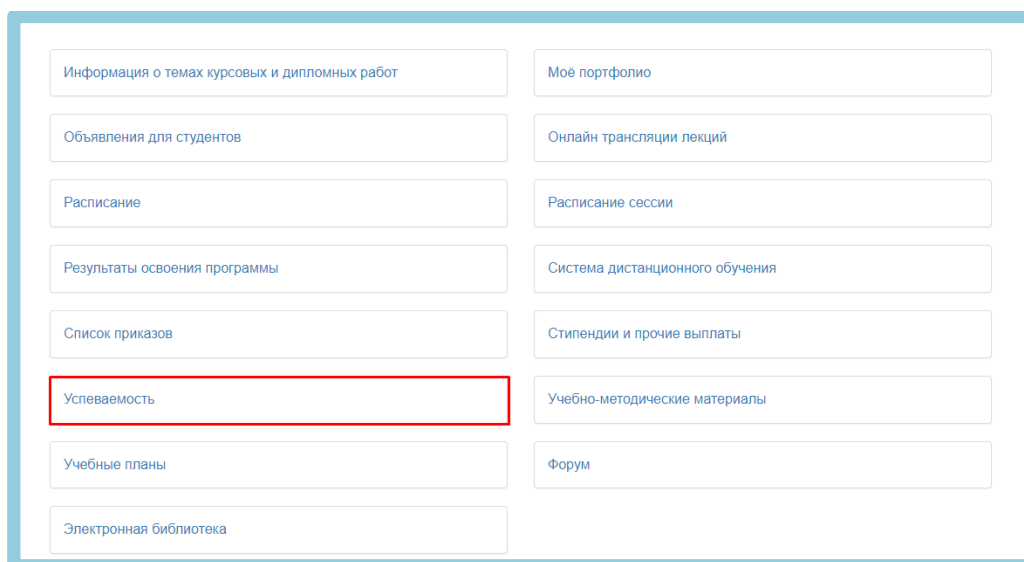 Информация о темах курсовых и дипломных работ
Моё портфолио
Объявления для студентов
Онлайн трансляции лекций
Расписание
Расписание сессии
Результаты освоения программы
Система дистанционного обучения
Список приказов
Стипендии и прочие выплаты
Успеваемость
Учебно-методические материалы
Учебные планы
Форум
Электронная библиотека